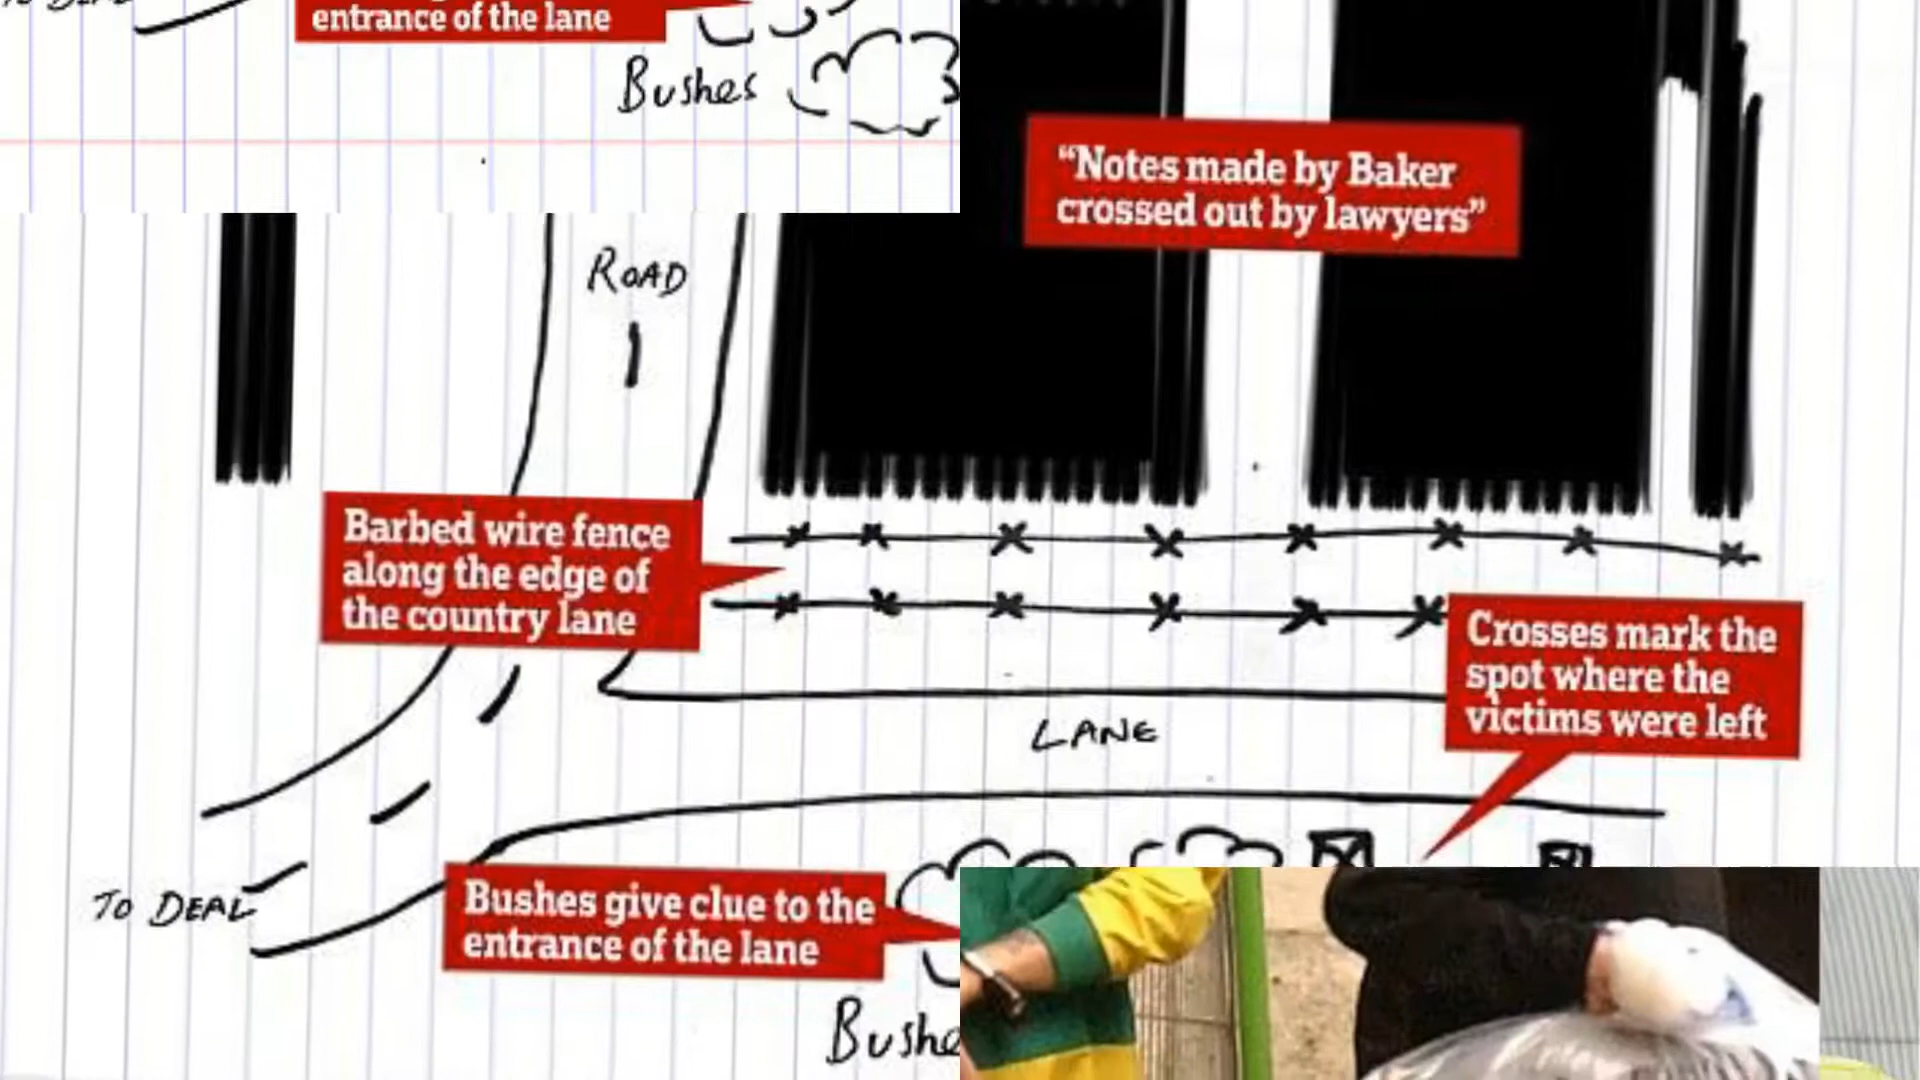 entrance of the lane
Bushes
“Notes made by Baker
crossed out by lawyers”
ROAD
Barbed wire fence
along the edge of
the country lane
Crosses mark the
spot where the
victims were left
LANE
TO DEAL
Bushes give clue to the
entrance of the lane
Bushe